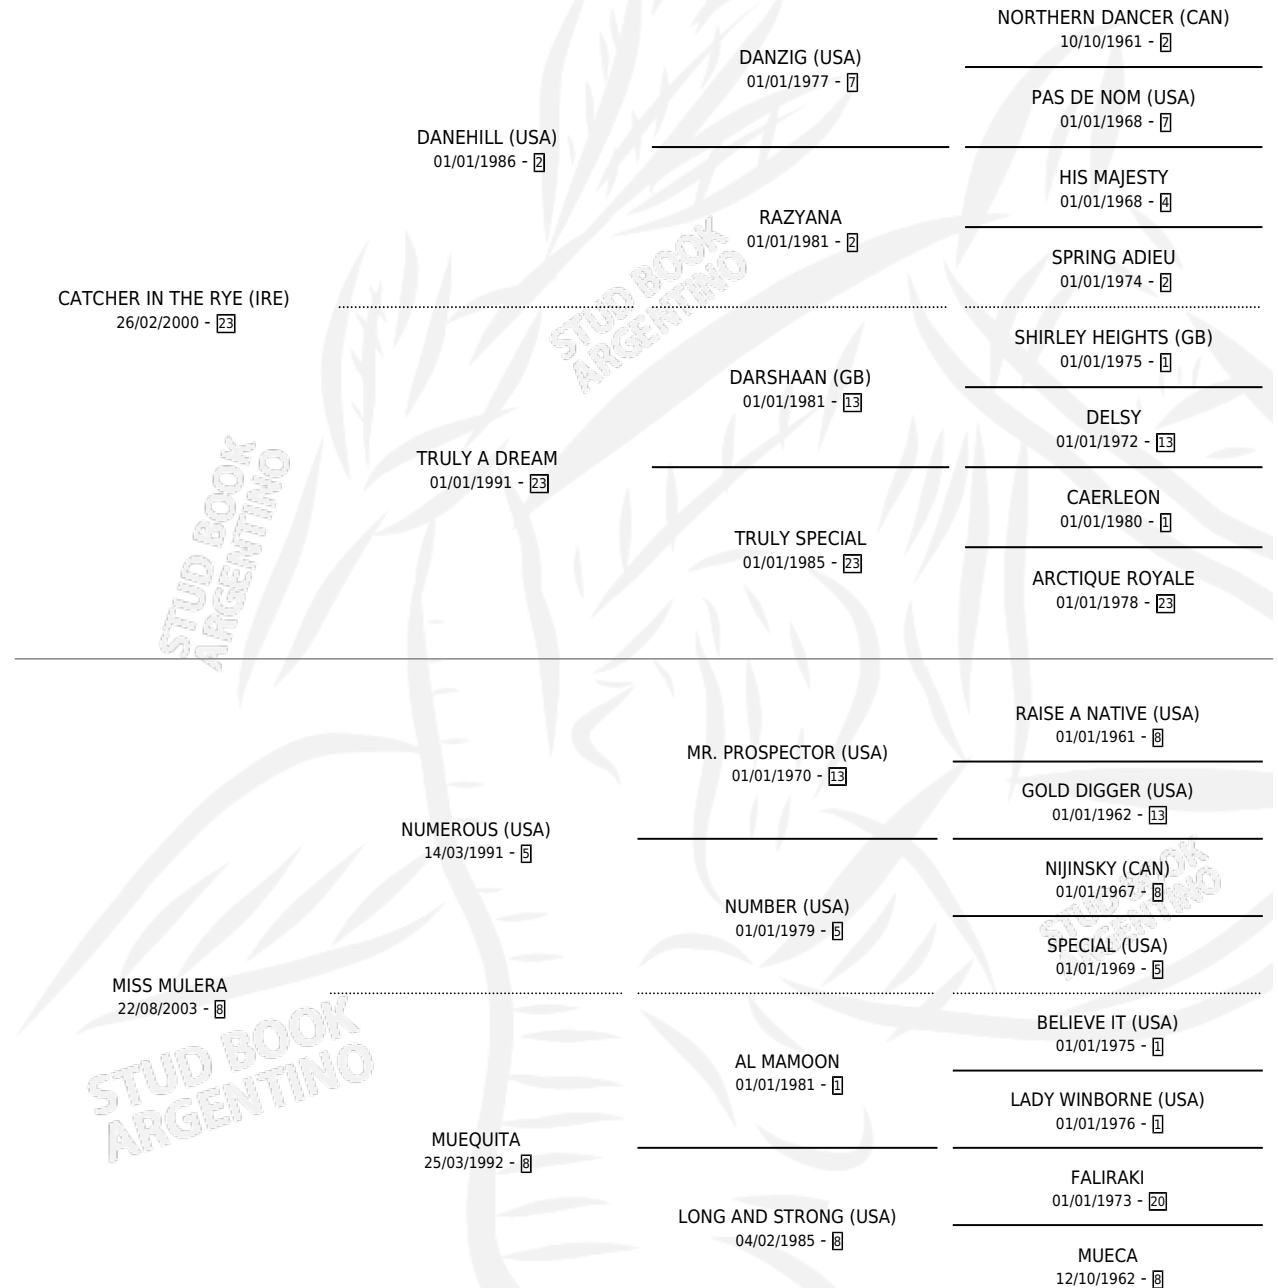 NORTHERN DANCER (CAN)
10/10/1961 - 2
DANZIG (USA)
01/01/1977 - 7
PAS DE NOM (USA)
01/01/1968 - 7
DANEHILL (USA)
01/01/1986 - 2
HIS MAJESTY
01/01/1968 - 4
RAZYANA
01/01/1981 - 2
SPRING ADIEU
01/01/1974 - 2
CATCHER IN THE RYE (IRE)
26/02/2000 - 23
SHIRLEY HEIGHTS (GB)
01/01/1975 - 1
DARSHAAN (GB)
01/01/1981 - 13
DELSY
01/01/1972 - 13
TRULY A DREAM
01/01/1991 - 23
CAERLEON
01/01/1980 - 1
TRULY SPECIAL
01/01/1985 - 23
ARCTIQUE ROYALE
01/01/1978 - 23
RAISE A NATIVE (USA)
01/01/1961 - 8
MR. PROSPECTOR (USA)
01/01/1970 - 13
GOLD DIGGER (USA)
01/01/1962 - 13
NUMEROUS (USA)
14/03/1991 - 5
NIJINSKY (CAN)
01/01/1967 - 8
NUMBER (USA)
01/01/1979 - 5
SPECIAL (USA)
01/01/1969 - 5
MISS MULERA
22/08/2003 - 8
BELIEVE IT (USA)
01/01/1975 - 1
AL MAMOON
01/01/1981 - 1
LADY WINBORNE (USA)
01/01/1976 - 1
MUEQUITA
25/03/1992 - 8
FALIRAKI
01/01/1973 - 20
LONG AND STRONG (USA)
04/02/1985 - 8
MUECA
12/10/1962 - 8
STUD BOOK
ARGENTINO
STUD BOOK
ARGENTINO
STUD BOOK
ARGENTINO
STUD BOOK
ARGENTINO